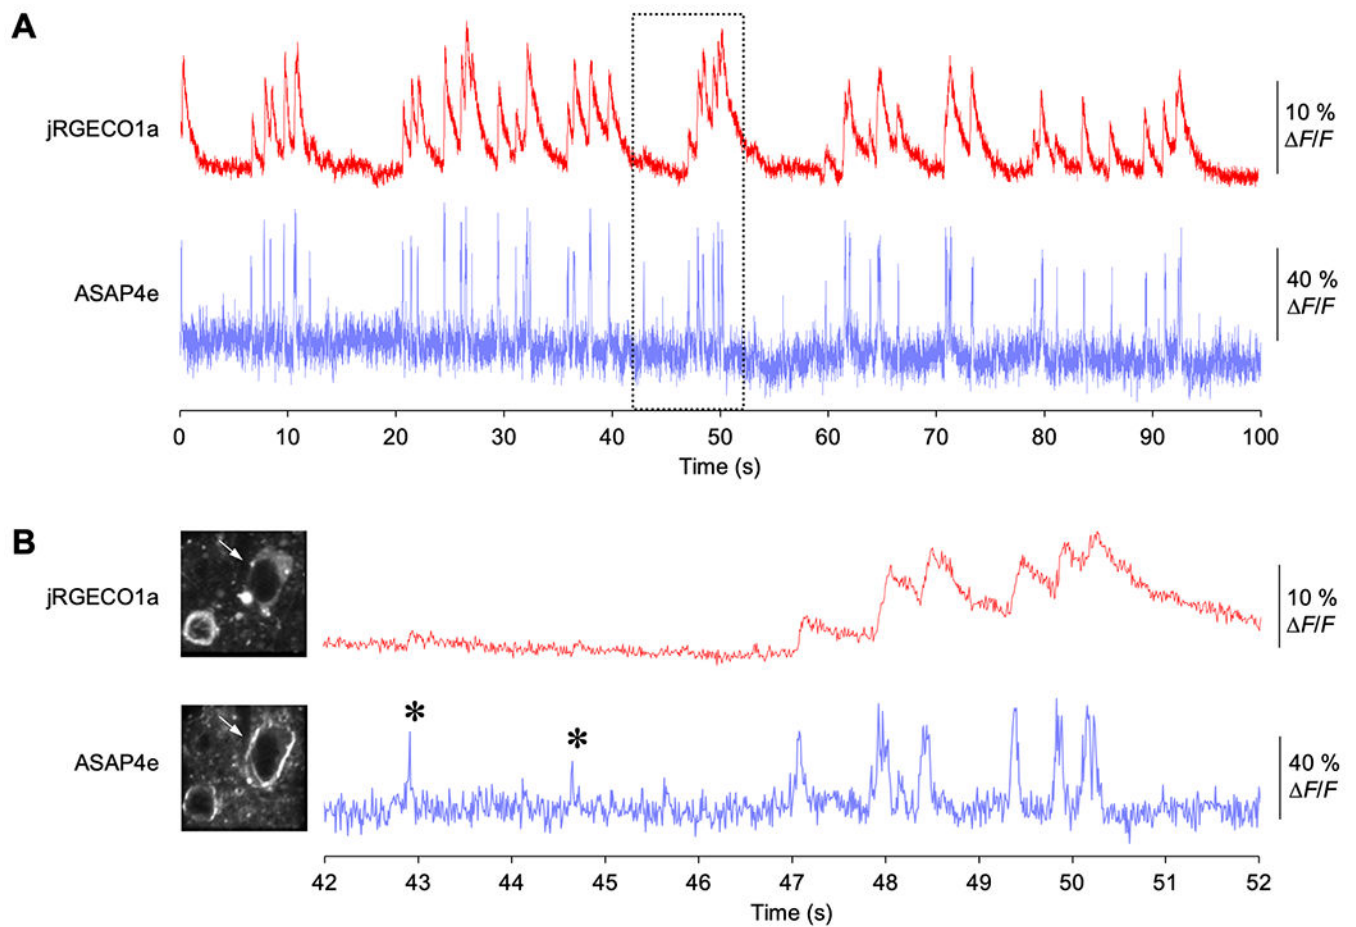 A
jRGECO1a
10 %
ΔF/F
ASAP4e
40 %
ΔF/F
0 10 20 30 40 50 60 70 80 90 100
Time (s)
B
jRGECO1a
10 %
ΔF/F
* *
ASAP4e
40 %
ΔF/F
42 43 44 45 46 47 48 49 50 51 52
Time (s)